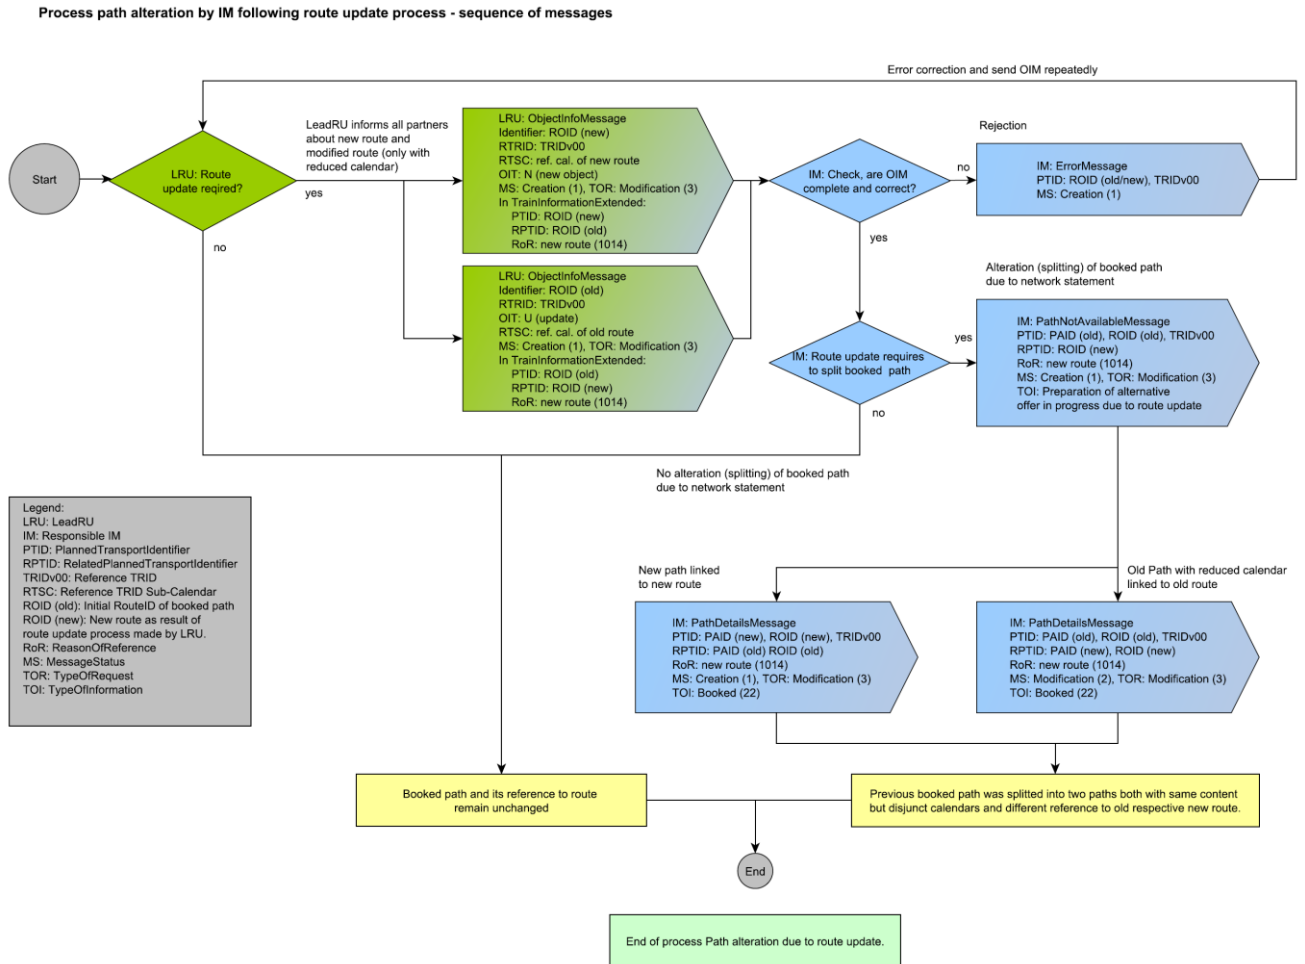 Process path alteration by IM following route update process - sequence of messages
Error correction and send OIM repeatedly
Start
LRU: Route
update reqired?
yes
no
LeadRU informs all partners
about new route and
modified route (only with
reduced calendar)
LRU: ObjectInfoMessage
Identifier: ROID (new)
RTRID: TRIDv00
RTSC: ref. cal. of new route
OIT: N (new object)
MS: Creation (1), TOR: Modification (3)
In TrainInformationExtended:
PTID: ROID (new)
RPTID: ROID (old)
RoR: new route (1014)
LRU: ObjectInfoMessage
Identifier: ROID (old)
RTRID: TRIDv00
OIT: U (update)
RTSC: ref. cal. of old route
MS: Creation (1), TOR: Modification (3)
In TrainInformationExtended:
PTID: ROID (old)
RPTID: ROID (new)
RoR: new route (1014)
IM: Check, are OIM
complete and correct?
no
yes
Rejection
IM: ErrorMessage
PTID: ROID (old/new), TRIDv00
MS: Creation (1)
IM: Route update requires
to split booked path
yes
no
Alteration (splitting) of booked path
due to network statement
IM: PathNotAvailableMessage
PTID: PAID (old), ROID (old), TRIDv00
RPTID: ROID (new)
RoR: new route (1014)
MS: Creation (1), TOR: Modification (3)
TOI: Preparation of alternative
offer in progress due to route update
No alteration (splitting) of booked path
due to network statement
Legend:
LRU: LeadRU
IM: Responsible IM
PTID: PlannedTransportIdentifier
RPTID: RelatedPlannedTransportIdentifier
TRIDv00: Reference TRID
RTSC: Reference TRID Sub-Calendar
ROID (old): Initial RouteID of booked path
ROID (new): New route as result of
route update process made by LRU.
RoR: ReasonOfReference
MS: MessageStatus
TOR: TypeOfRequest
TOI: TypeOfInformation
New path linked
to new route
IM: PathDetailsMessage
PTID: PAID (new), ROID (new), TRIDv00
RPTID: PAID (old) ROID (old)
RoR: new route (1014)
MS: Creation (1), TOR: Modification (3)
TOI: Booked (22)
Old Path with reduced calendar
linked to old route
IM: PathDetailsMessage
PTID: PAID (old), ROID (old), TRIDv00
RPTID: PAID (new), ROID (new)
RoR: new route (1014)
MS: Modification (2), TOR: Modification (3)
TOI: Booked (22)
Booked path and its reference to route
remain unchanged
Previous booked path was splitted into two paths both with same content
but disjunct calendars and different reference to old respective new route.
End
End of process Path alteration due to route update.